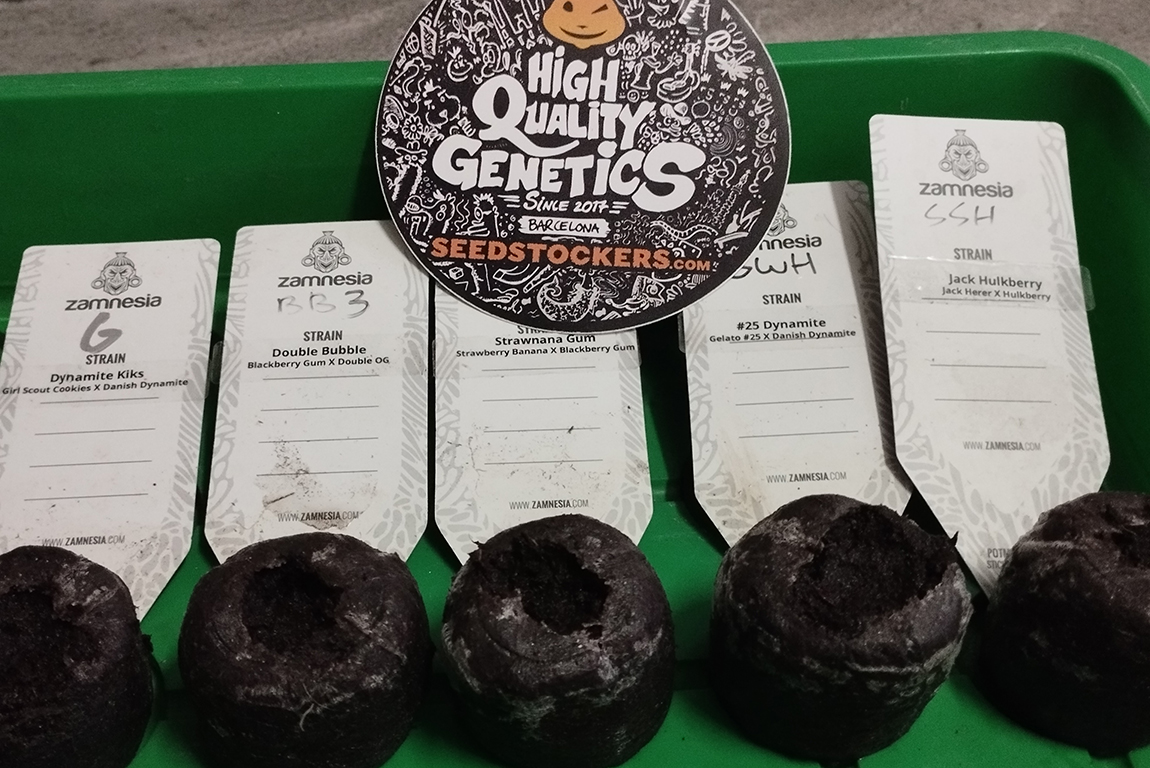 HIGH
QUALITY
GENETICS
SINCE 2017
BARCELONA
SEEDSTOCKERS.COM
zamnesia
G
STRAIN
Dynamite Kiks
Girl Scout Cookies X Danish Dynamite
WWW.ZAMNESIA.COM
zamnesia
BB3
STRAIN
Double Bubble
Blackberry Gum X Double OG
WWW.ZAMNESIA.COM
Strawnana Gum
Strawberry Banana X Blackberry Gum
WWW.ZAMNESIA.COM
GWH
STRAIN
#25 Dynamite
Gelato #25 X Danish Dynamite
WWW.ZAMNESIA.COM
zamnesia
SSH
STRAIN
Jack Hulkberry
Jack Herer X Hulkberry
WWW.ZAMNESIA.COM